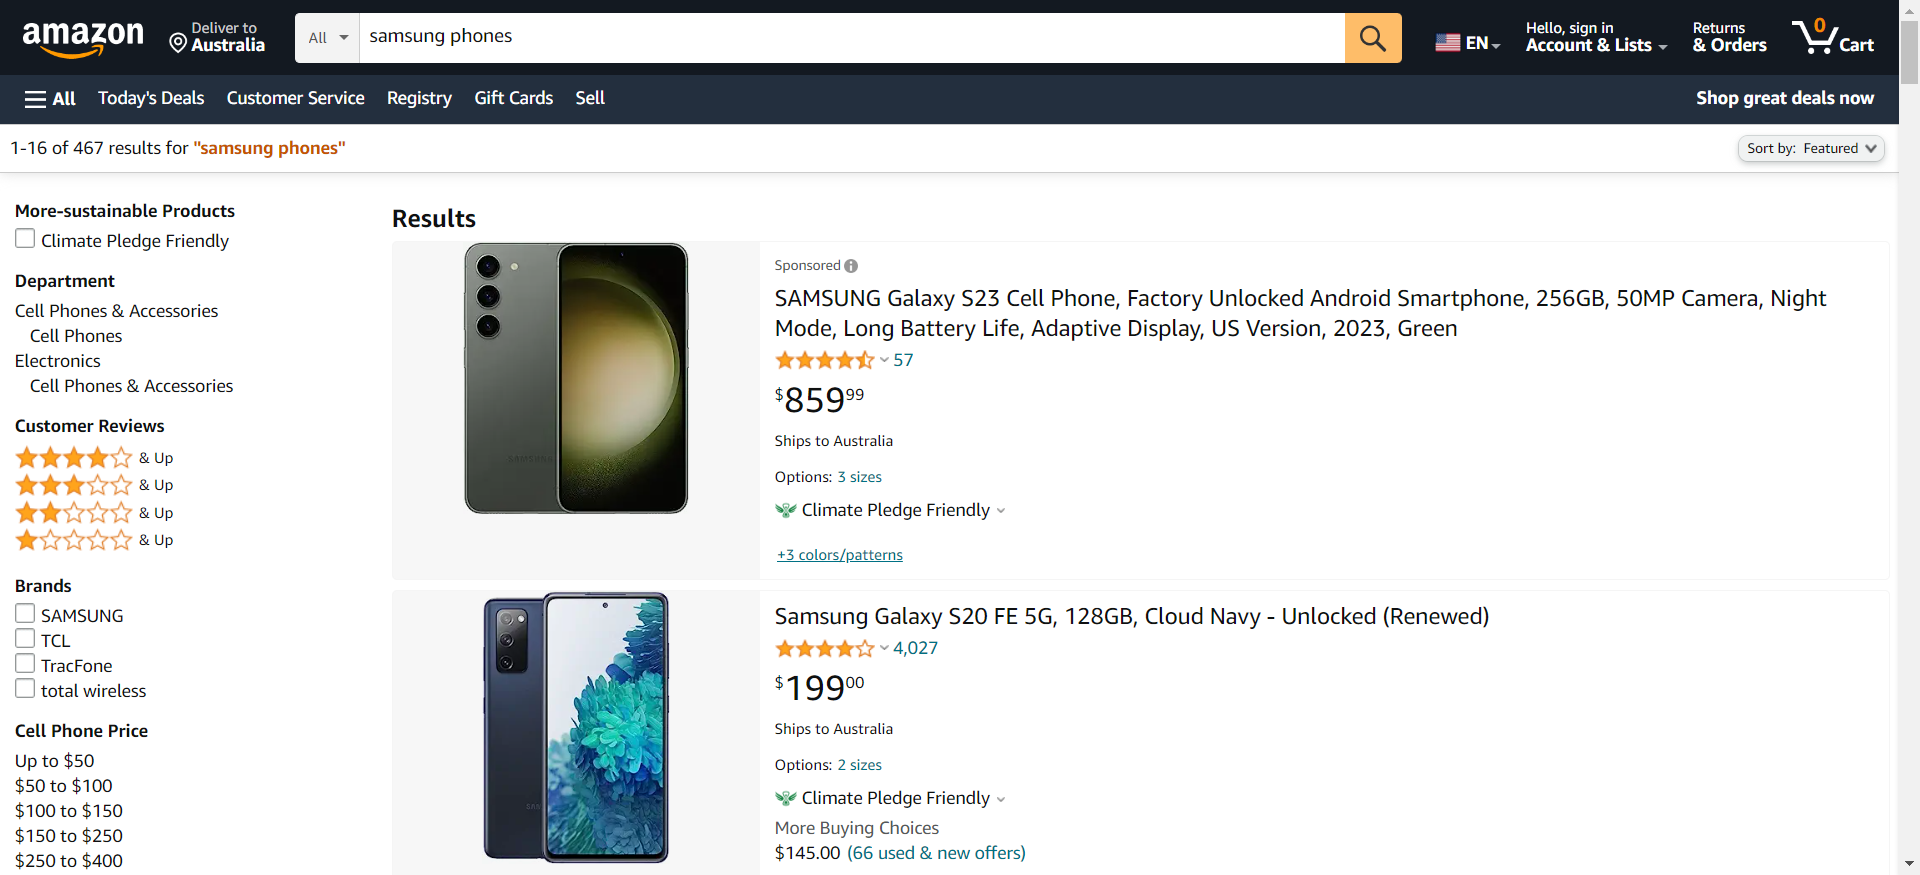 amazon
Deliver to
Australia
All
samsung phones
EN
Hello, sign in
Account & Lists
Returns
& Orders
0
Cart
All
Today's Deals
Customer Service
Registry
Gift Cards
Sell
Shop great deals now
1-16 of 467 results for "samsung phones"
Sort by: Featured
More-sustainable Products
Climate Pledge Friendly
Department
Cell Phones & Accessories
Cell Phones
Electronics
Cell Phones & Accessories
Customer Reviews
& Up
& Up
& Up
& Up
Brands
SAMSUNG
TCL
TracFone
total wireless
Cell Phone Price
Up to $50
$50 to $100
$100 to $150
$150 to $250
$250 to $400
Results
SAMSUNG
Sponsored
SAMSUNG Galaxy S23 Cell Phone, Factory Unlocked Android Smartphone, 256GB, 50MP Camera, Night
Mode, Long Battery Life, Adaptive Display, US Version, 2023, Green
57
$85999
Ships to Australia
Options: 3 sizes
Climate Pledge Friendly
+3 colors/patterns
Samsung Galaxy S20 FE 5G, 128GB, Cloud Navy - Unlocked (Renewed)
4,027
$19900
Ships to Australia
Options: 2 sizes
Climate Pledge Friendly
More Buying Choices
$145.00 (66 used & new offers)